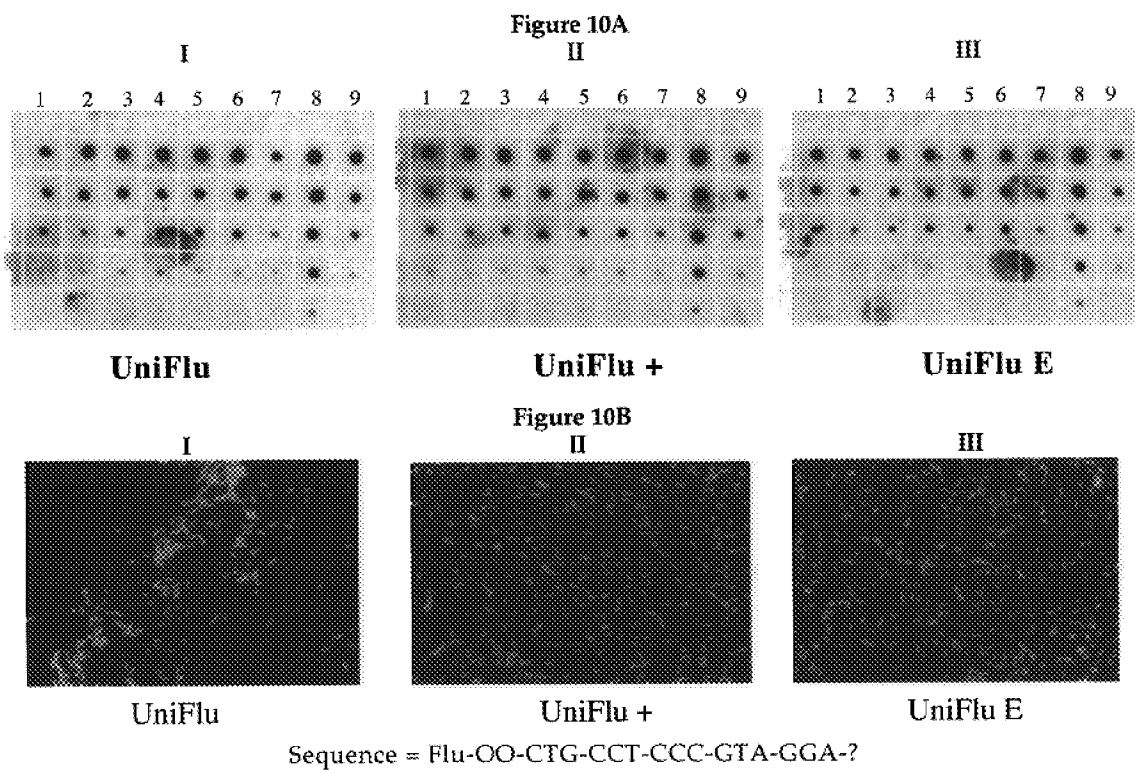 Figure 10A
I II III
1 2 3 4 5 6 7 8 9 1 2 3 4 5 6 7 8 9 1 2 3 4 5 6 7 8 9
UniFlu UniFlu + UniFlu E
Figure 10B
I II III
UniFlu UniFlu + UniFlu E
Sequence = Flu-OO-CTG-CCT-CCC-GTA-GGA-?